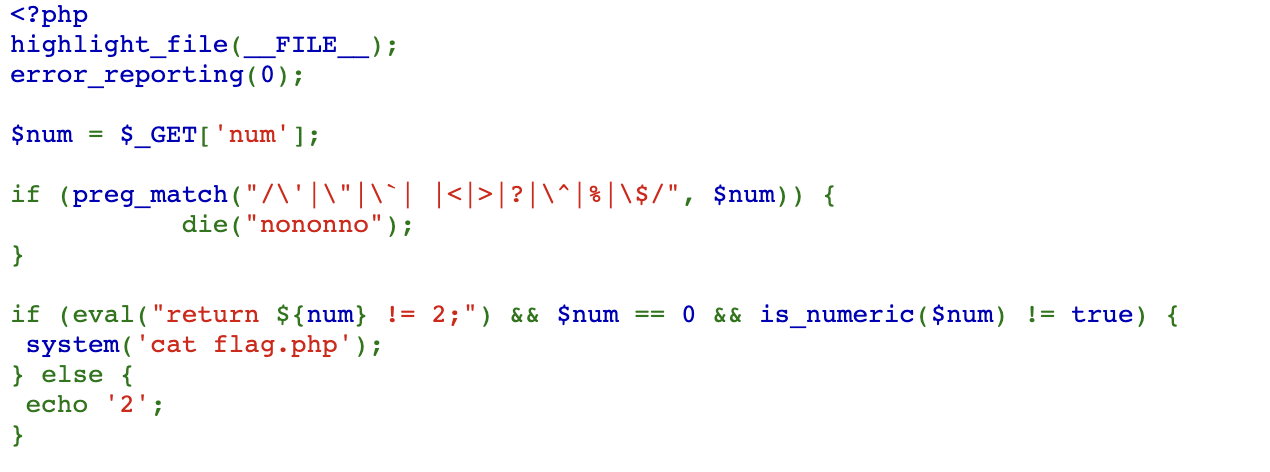 <?php
highlight_file(__FILE__);
error_reporting(0);
$num = $_GET['num'];
if (preg_match("/\'|\"|\`| |<|>|?|\^|%|\$/", $num)) {
die("nononno");
}
if (eval("return ${num} != 2;") && $num == 0 && is_numeric($num) != true) {
system('cat flag.php');
} else {
echo '2';
}